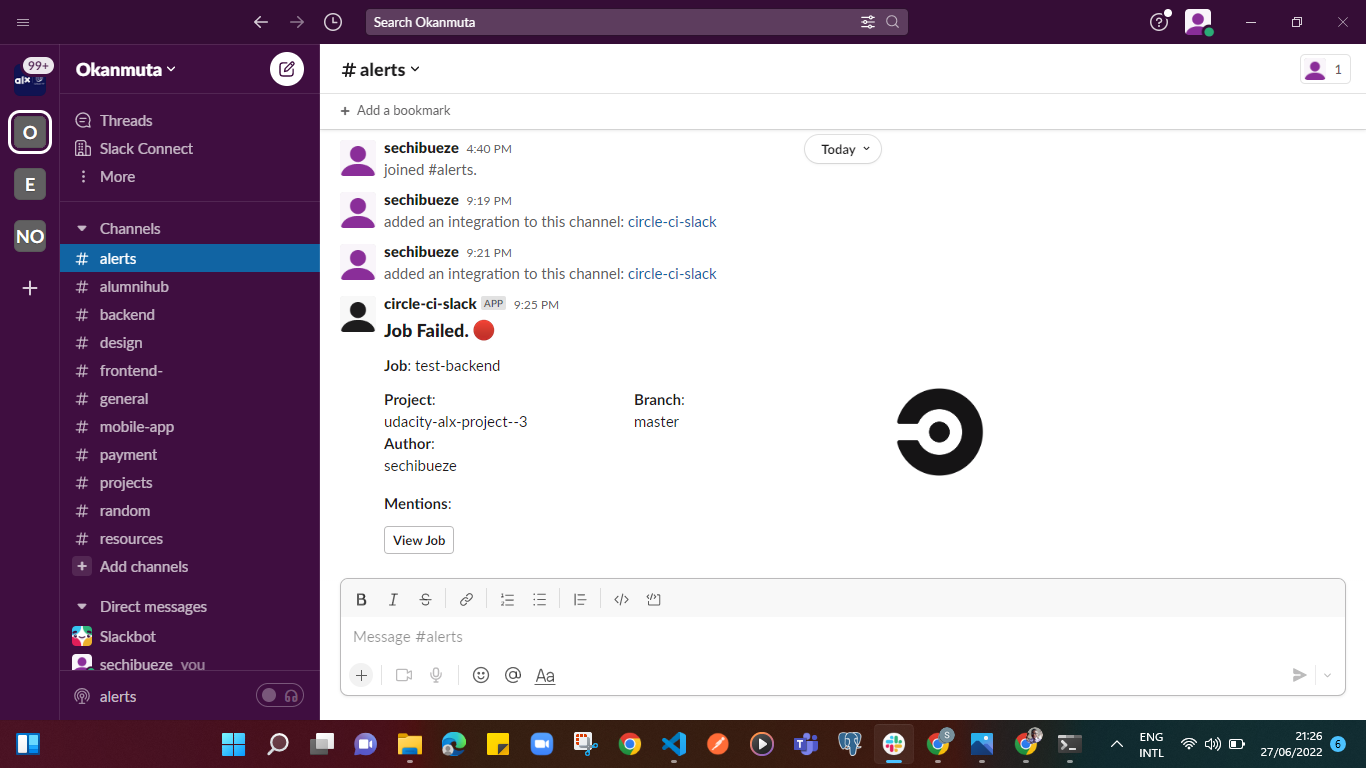 Search Okanmuta
99+
alx
O
E
NO
Okanmuta
Threads
Slack Connect
More
Channels
# alerts
# alumnihub
# backend
# design
# frontend-
# general
# mobile-app
# payment
# projects
# random
# resources
+ Add channels
Direct messages
Slackbot
sechibueze you
alerts
# alerts
1
+ Add a bookmark
Today
sechibueze 4:40 PM
joined #alerts.
sechibueze 9:19 PM
added an integration to this channel: circle-ci-slack
sechibueze 9:21 PM
added an integration to this channel: circle-ci-slack
circle-ci-slack APP 9:25 PM
Job Failed.
Job: test-backend
Project: Branch:
udacity-alx-project--3 master
Author:
sechibueze
Mentions:
View Job
B I S
Message #alerts
Aa
S
ENG
INTL
21:26
27/06/2022
6